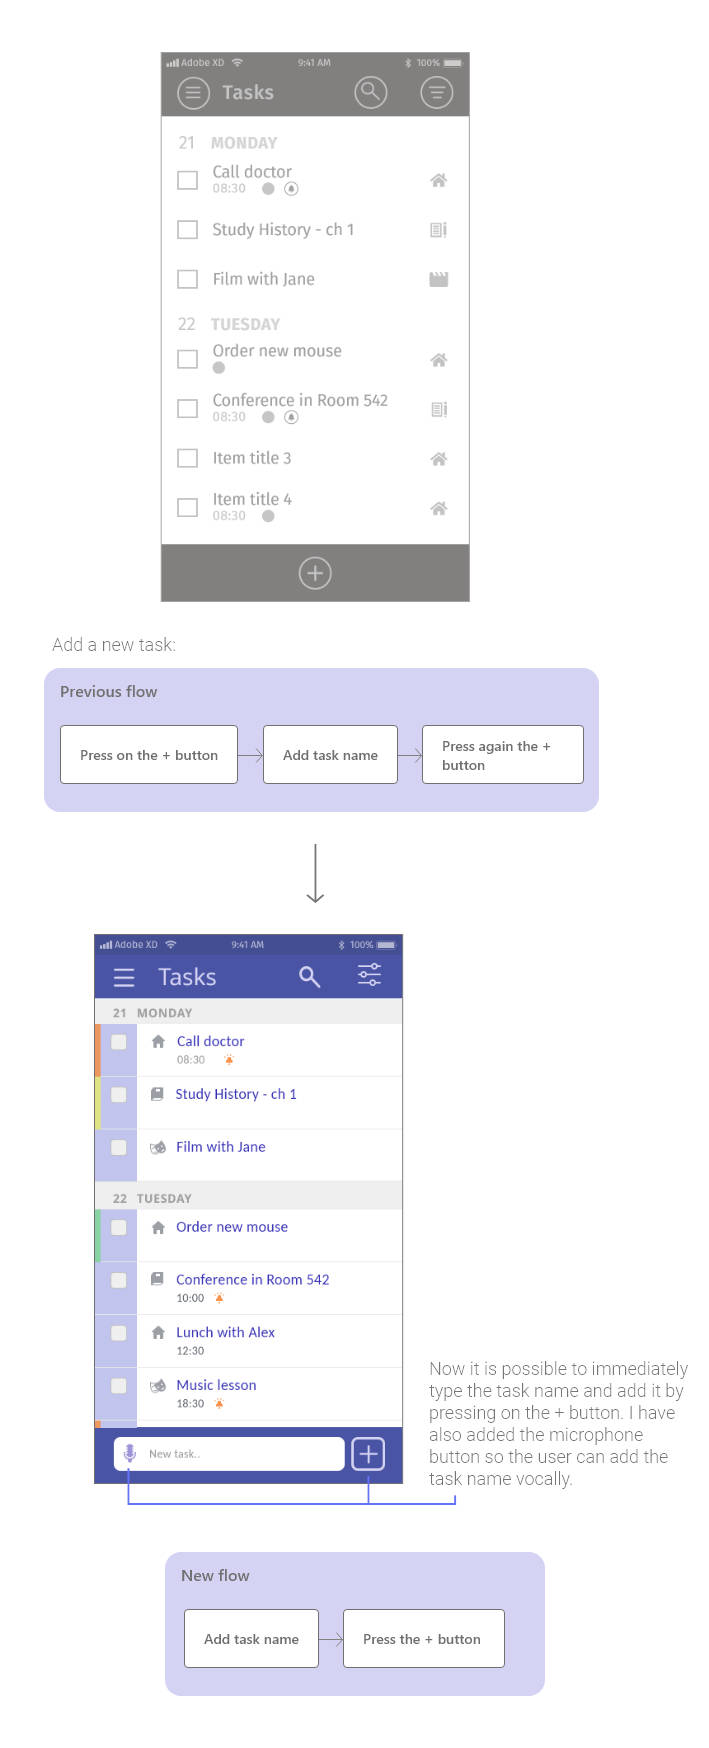 Adobe XD 9:41 AM 100%
Tasks
21 MONDAY
Call doctor
08:30
Study History - ch 1
Film with Jane
22 TUESDAY
Order new mouse
Conference in Room 542
08:30
Item title 3
Item title 4
08:30
Add a new task:
Previous flow
Press on the + button
Add task name
Press again the +
button
Adobe XD 9:41 AM 100%
Tasks
21 MONDAY
Call doctor
08:30
Study History - ch 1
Film with Jane
22 TUESDAY
Order new mouse
Conference in Room 542
10:00
Lunch with Alex
12:30
Music lesson
18:30
New task..
Now it is possible to immediately
type the task name and add it by
pressing on the + button. I have
also added the microphone
button so the user can add the
task name vocally.
New flow
Add task name
Press the + button